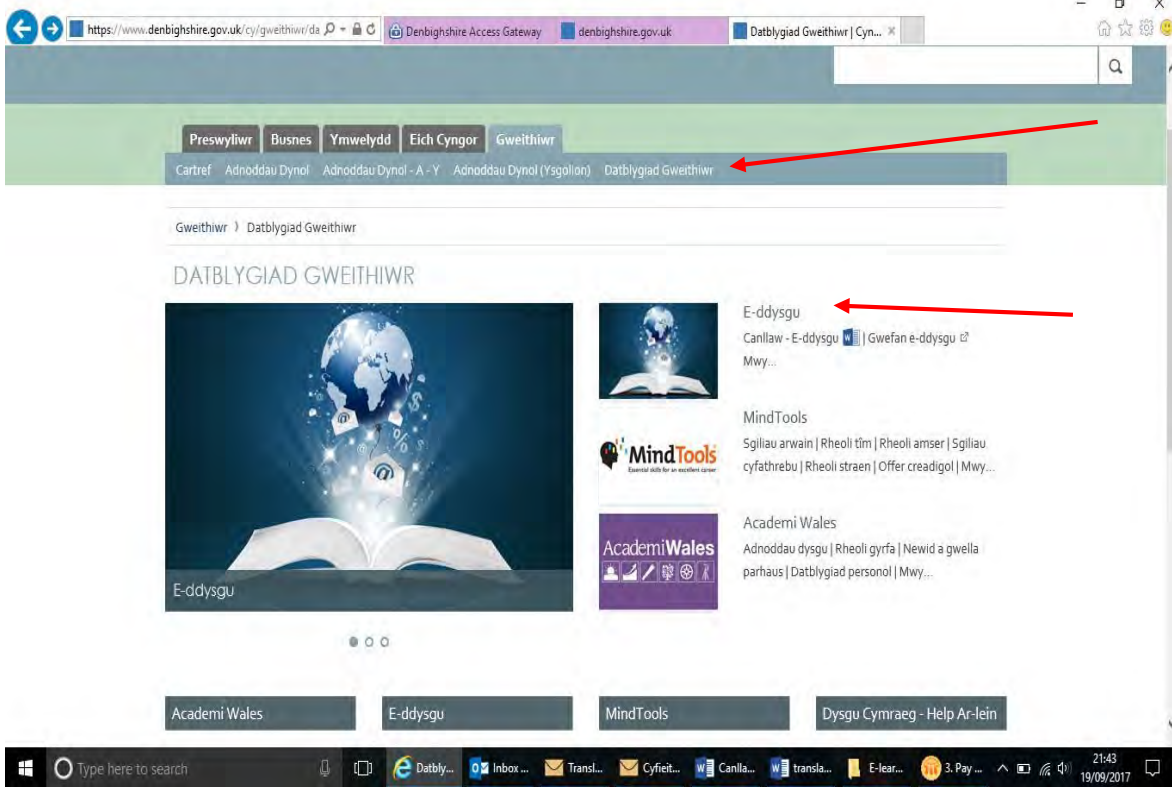 https://www.denbighshire.gov.uk/cy/gweithiwr/da
Denbighshire Access Gateway
denbighshire.gov.uk
Datblygiad Gweithiwr | Cyn...
Preswyliwr Busnes Ymwelydd Eich Cyngor Gweithiwr
Cartref Adnoddau Dynol Adnoddau Dynol - A - Y Adnoddau Dynol (Ysgolion) Datblygiad Gweithiwr
Gweithiwr Datblygiad Gweithiwr
DATBLYGIAD GWEITHIWR
E-ddysgu
E-ddysgu
Canllaw - E-ddysgu | Gwefan e-ddysgu
Mwy...
MindTools
Essential skills for an excellent career
MindTools
Sgiliau arwain | Rheoli tîm | Rheoli amser | Sgiliau
cyfathrebu | Rheoli straen | Offer creadigol | Mwy...
AcademiWales
Academi Wales
Adnoddau dysgu | Rheoli gyrfa | Newid a gwella
parhaus | Datblygiad personol | Mwy...
Academi Wales
E-ddysgu
MindTools
Dysgu Cymraeg - Help Ar-lein
Type here to search
Datbly...
Inbox ...
Transl...
Cyfieit...
Canlla...
transla...
E-lear...
3. Pay ...
21:43
19/09/2017